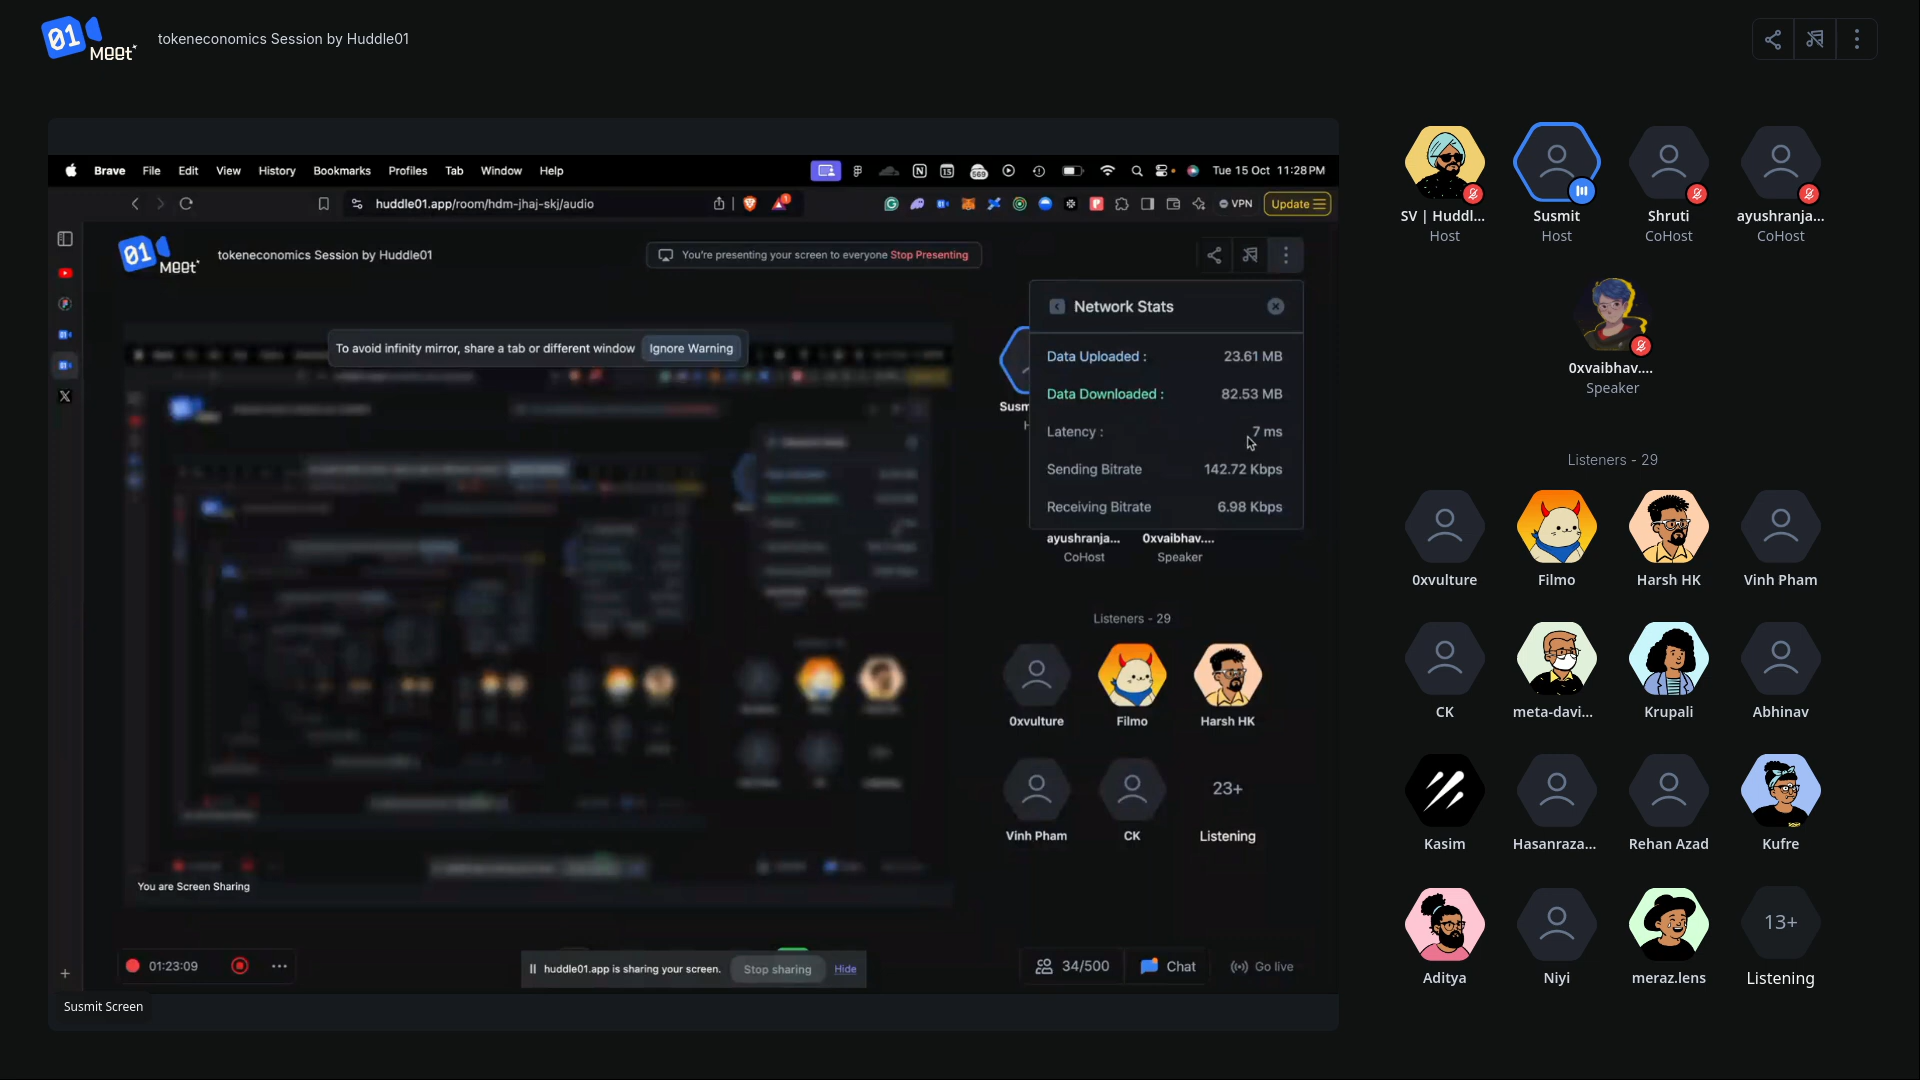 01 Meet
tokeneconomics Session by Huddle01
Brave File Edit View History Bookmarks Profiles Tab Window Help
15
569
Tue 15 Oct 11:28 PM
huddle01.app/room/hdm-jhaj-skj/audio
1
VPN
Update
01 Meet
tokeneconomics Session by Huddle01
You're presenting your screen to everyone Stop Presenting
Network Stats
To avoid infinity mirror, share a tab or different window Ignore Warning
Data Uploaded : 23.61 MB
Data Downloaded : 82.53 MB
Latency : 7 ms
Sending Bitrate 142.72 Kbps
Receiving Bitrate 6.98 Kbps
Susm
H
ayushranja... 0xvaibhav....
CoHost Speaker
Listeners - 29
0xvulture Filmo Harsh HK
23+
Vinh Pham CK Listening
You are Screen Sharing
01:23:09
huddle01.app is sharing your screen. Stop sharing Hide
34/500 Chat Go live
Susmit Screen
SV | Huddl... Susmit Shruti ayushranja...
Host Host CoHost CoHost
0xvaibhav....
Speaker
Listeners - 29
0xvulture Filmo Harsh HK Vinh Pham
CK meta-davi... Krupali Abhinav
Kasim Hasanraza... Rehan Azad Kufre
13+
Aditya Niyi meraz.lens Listening